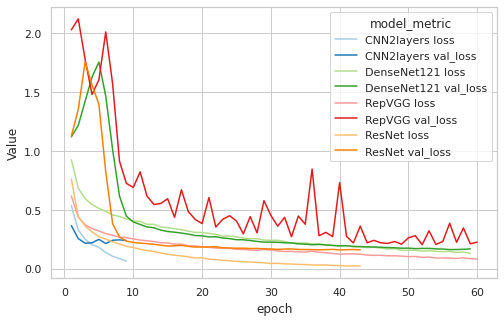 model_metric
CNN2layers loss
CNN2layers val_loss
DenseNet121 loss
DenseNet121 val_loss
RepVGG loss
RepVGG val_loss
ResNet loss
ResNet val_loss
Value
2.0
1.5
1.0
0.5
0.0
0 10 20 30 40 50 60
epoch